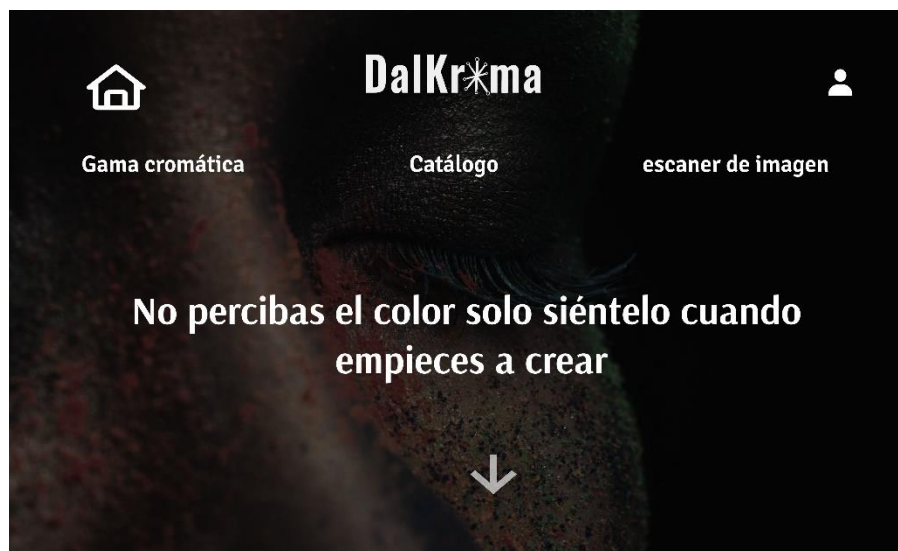 DalKr*ma
Gama cromática
Catálogo
escaner de imagen
No percibas el color solo siéntelo cuando
empieces a crear